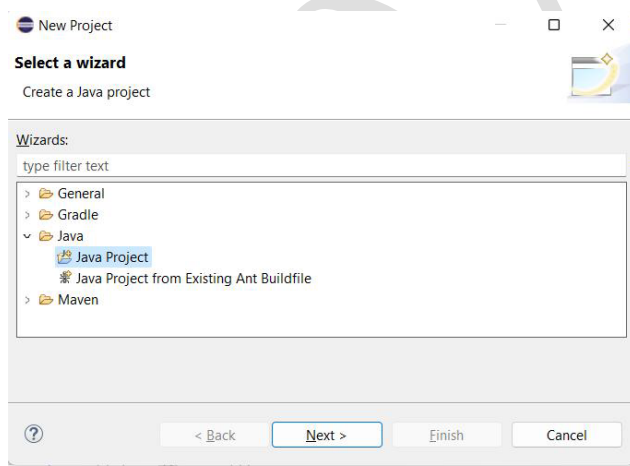 New Project
Select a wizard
Create a Java project
Wizards:
type filter text
General
Gradle
Java
Java Project
Java Project from Existing Ant Buildfile
Maven
? < Back Next > Finish Cancel